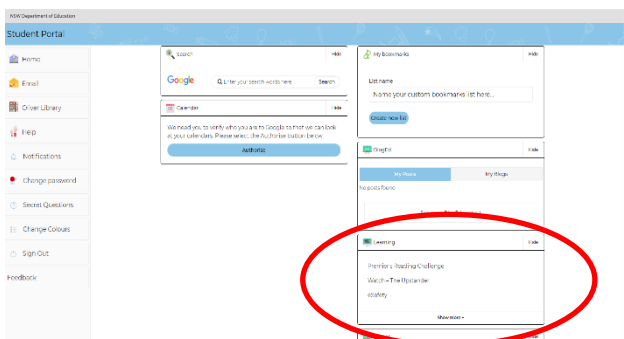 NSW Department of Education
Student Portal
Home
Email
Oliver Library
Help
Notifications
Change password
Secret Questions
Change Colours
Sign Out
Feedback
Search
Hide
Google
Enter your search words here...
Search
Calendar
Hide
We need you to verify who you are to Google so that we can look
at your calendars. Please select the Authorise button below.
Authorise
My Bookmarks
Hide
List name
Name your custom bookmarks list here...
Create new list
BlogEd
Hide
My Posts
My Blogs
No posts found
Learning
Hide
Premier's Reading Challenge
Watch - The Upstander
eSafety
Show more
Hide